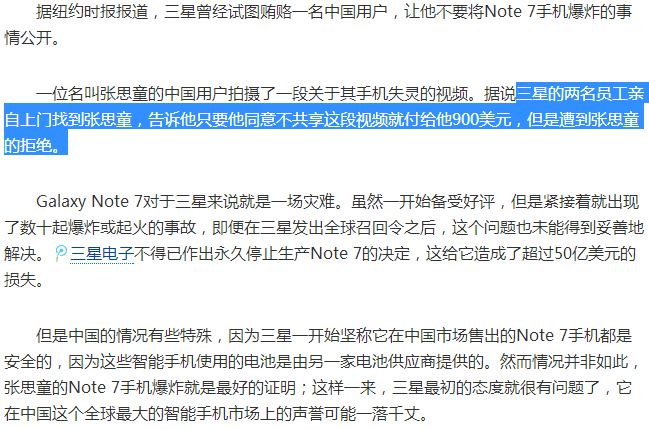 据纽约时报报道，三星曾经试图贿赂一名中国用户，让他不要将Note 7手机爆炸的事
情公开。
一位名叫张思童的中国用户拍摄了一段关于其手机失灵的视频。据说三星的两名员工亲
自上门找到张思童，告诉他只要他同意不共享这段视频就付给他900美元，但是遭到张思童
的拒绝。
Galaxy Note 7对于三星来说就是一场灾难。虽然一开始备受好评，但是紧接着就出现
了数十起爆炸或起火的事故，即便在三星发出全球召回令之后，这个问题也未能得到妥善地
解决。三星电子不得已作出永久停止生产Note 7的决定，这给它造成了超过50亿美元的
损失。
但是中国的情况有些特殊，因为三星一开始坚称它在中国市场售出的Note 7手机都是
安全的，因为这些智能手机使用的电池是由另一家电池供应商提供的。然而情况并非如此，
张思童的Note 7手机爆炸就是最好的证明；这样一来，三星最初的态度就很有问题了，它
在中国这个全球最大的智能手机市场上的声誉可能一落千丈。